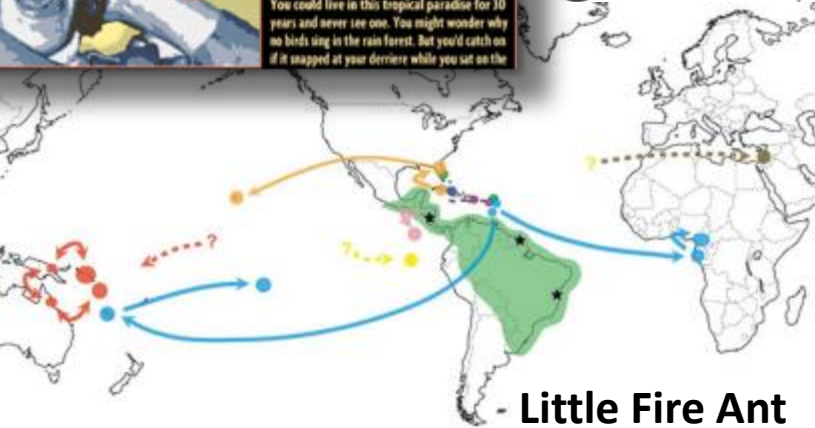 You could live in this tropical paradise for 30
years and never see one. You might wonder why
no birds sing in the rain forest. But you'd catch on
if it snapped at your derriere while you sat on the
?
?
?
Little Fire Ant